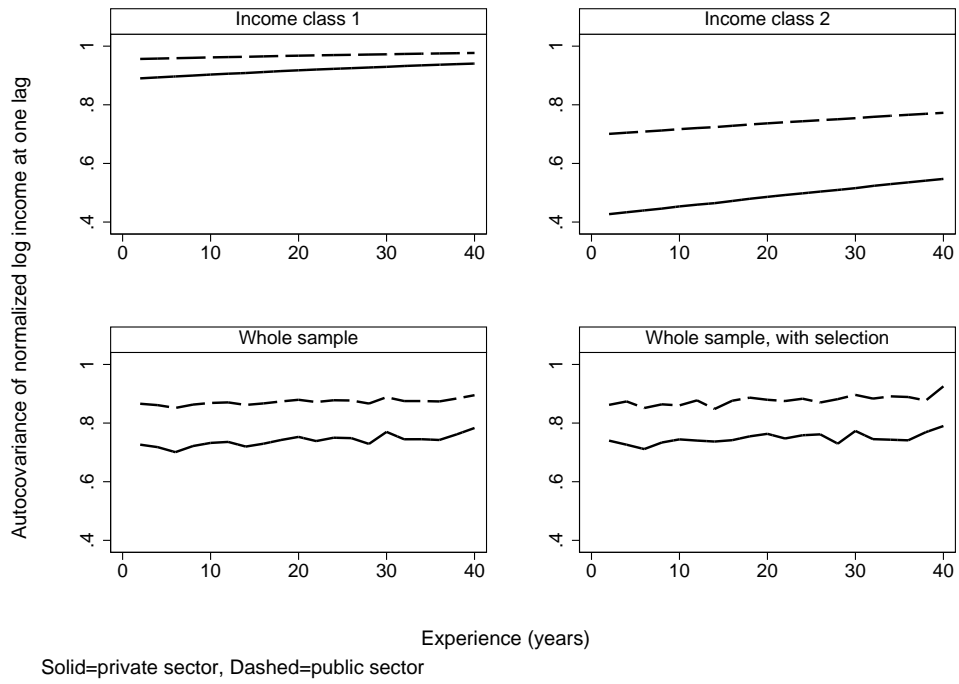 Income class 1
Income class 2
Autocovariance of normalized log income at one lag
.4 .6 .8 1
0 10 20 30 40
.4 .6 .8 1
0 10 20 30 40
Whole sample
Whole sample, with selection
.4 .6 .8 1
0 10 20 30 40
.4 .6 .8 1
0 10 20 30 40
Experience (years)
Solid=private sector, Dashed=public sector